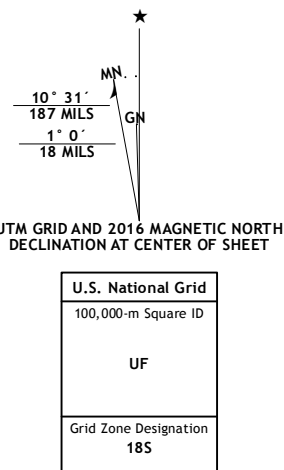 ★
MN
10° 31´
187 MILS
GN
1° 0´
18 MILS
UTM GRID AND 2016 MAGNETIC NORTH
DECLINATION AT CENTER OF SHEET
U.S. National Grid
100,000-m Square ID
UF
Grid Zone Designation
18S